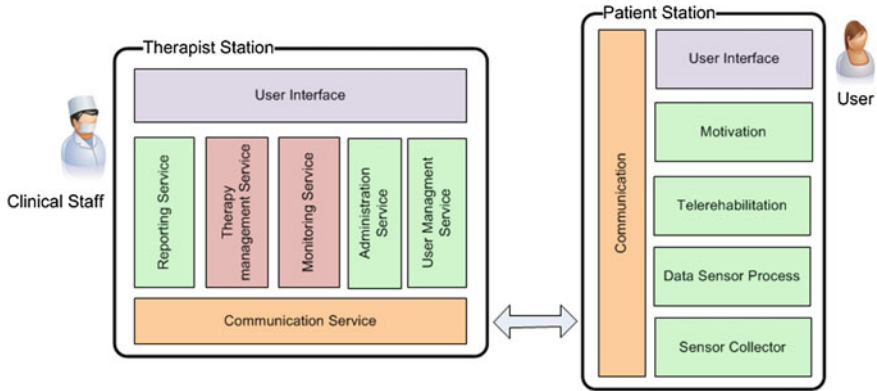 Therapist Station
User Interface
Reporting Service
Therapy
management Service
Monitoring Service
Administration
Service
User Managment
Service
Communication Service
Clinical Staff
Patient Station
Communication
User Interface
Motivation
Telerehabilitation
Data Sensor Process
Sensor Collector
User